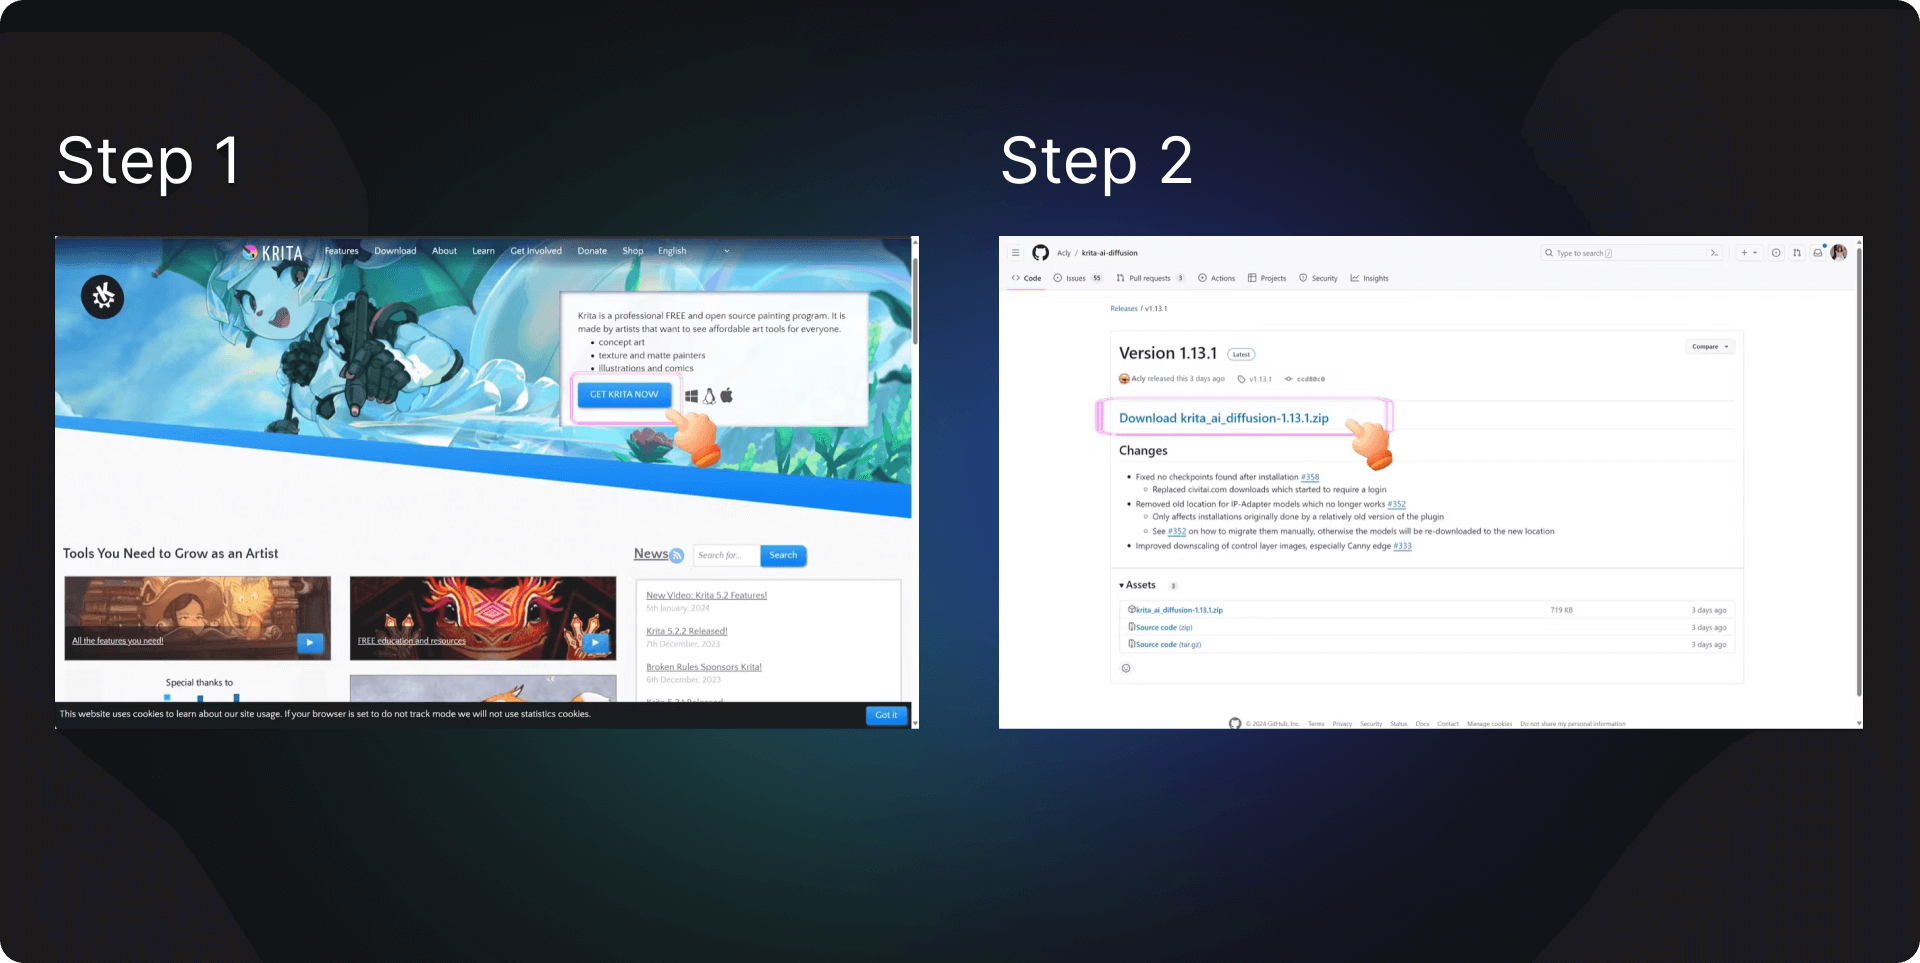 Step 1
Step 2
KRITA
Features
Download
About
Learn
Get Involved
Donate
Shop
English
Krita is a professional FREE and open source painting program. It is
made by artists that want to see affordable art tools for everyone.
• concept art
• texture and matte painters
• illustrations and comics
GET KRITA NOW
Tools You Need to Grow as an Artist
News
Search for...
Search
All the features you need!
FREE education and resources
New Video: Krita 5.2 Features!
5th January, 2024
Krita 5.2.2 Released!
7th December, 2023
Broken Rules Sponsors Krita!
6th December, 2023
Special thanks to
This website uses cookies to learn about our site usage. If your browser is set to do not track mode we will not use statistics cookies.
Got it
Acly / krita-ai-diffusion
Type to search /
Code
Issues 55
Pull requests 3
Actions
Projects
Security
Insights
Releases / v1.13.1
Version 1.13.1 Latest
Compare
Acly released this 3 days ago v1.13.1 ccd80c0
Download krita_ai_diffusion-1.13.1.zip
Changes
• Fixed no checkpoints found after installation #358
Replaced civitai.com downloads which started to require a login
• Removed old location for IP-Adapter models which no longer works #352
Only affects installations originally done by a relatively old version of the plugin
See #352 on how to migrate them manually, otherwise the models will be re-downloaded to the new location
• Improved downscaling of control layer images, especially Canny edge #333
Assets 3
krita_ai_diffusion-1.13.1.zip 719 KB 3 days ago
Source code (zip) 3 days ago
Source code (tar.gz) 3 days ago
© 2024 GitHub, Inc. Terms Privacy Security Status Docs Contact Manage cookies Do not share my personal information